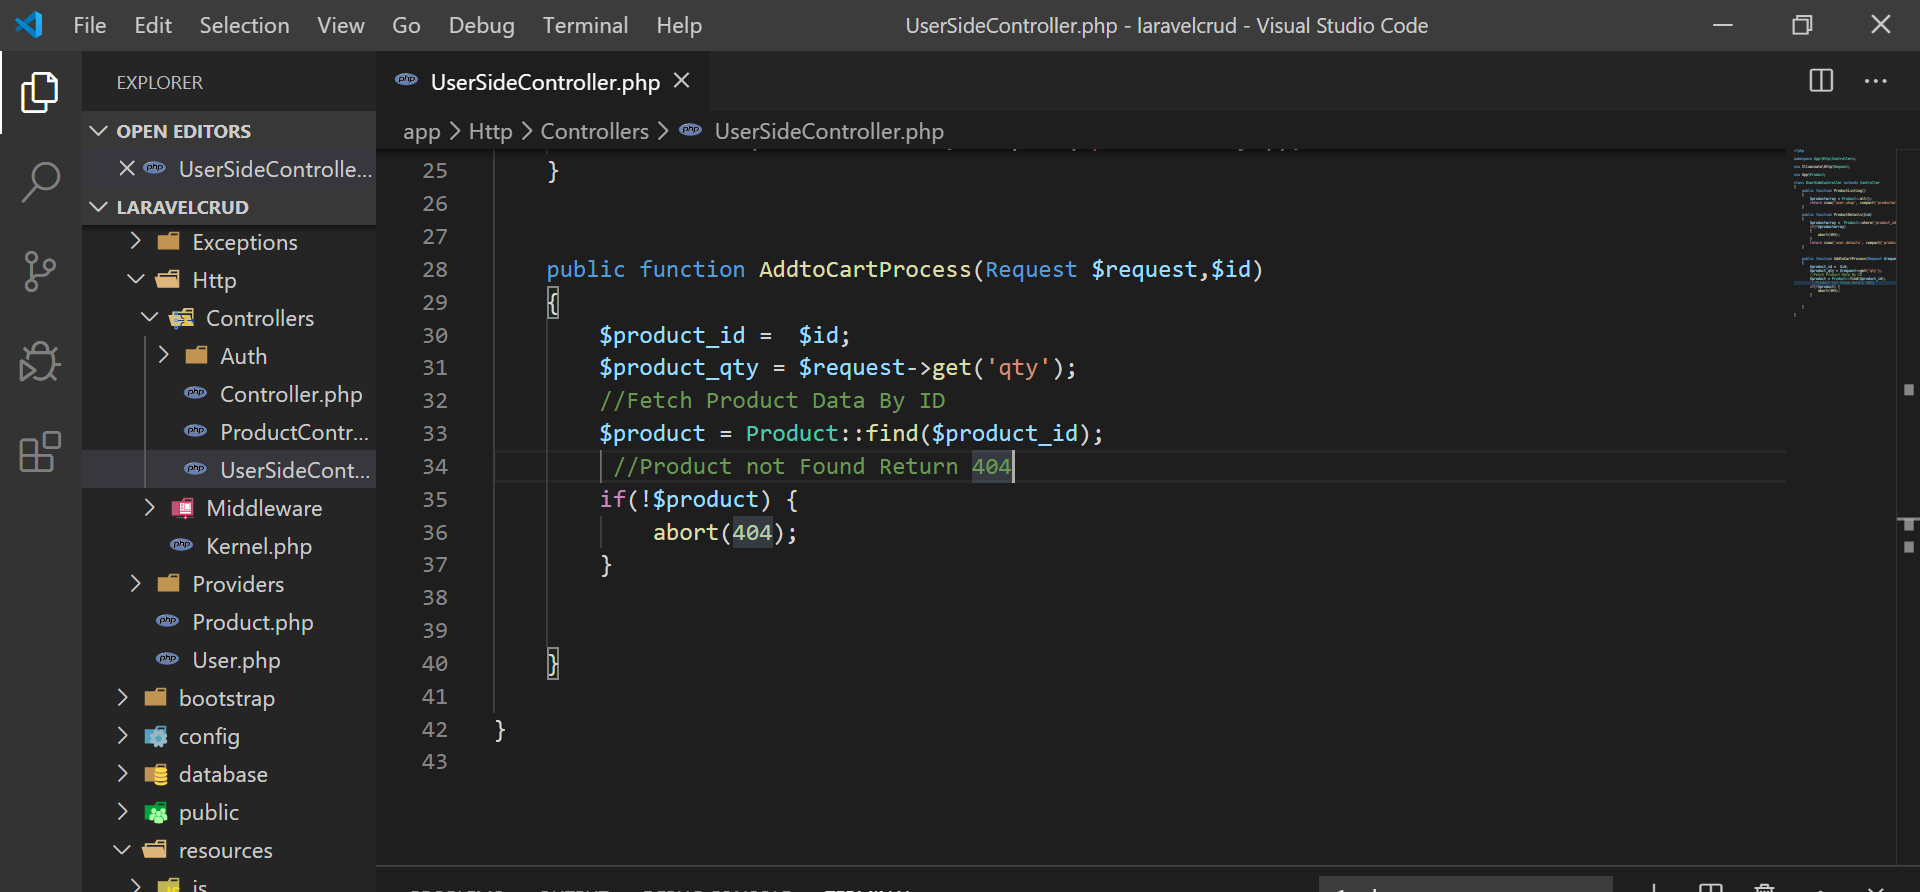 File Edit Selection View Go Debug Terminal Help
UserSideController.php - laravelcrud - Visual Studio Code
EXPLORER
OPEN EDITORS
UserSideControlle...
LARAVELCRUD
Exceptions
Http
Controllers
Auth
Controller.php
ProductContr...
UserSideCont...
Middleware
Kernel.php
Providers
Product.php
User.php
bootstrap
config
database
public
resources
js
UserSideController.php
app > Http > Controllers > UserSideController.php
25 }
26
27
28 public function AddtoCartProcess(Request $request,$id)
29 {
30 $product_id =  $id;
31 $product_qty = $request->get('qty');
32 //Fetch Product Data By ID
33 $product = Product::find($product_id);
34 //Product not Found Return 404
35 if(!$product) {
36 abort(404);
37 }
38
39
40 }
41
42 }
43